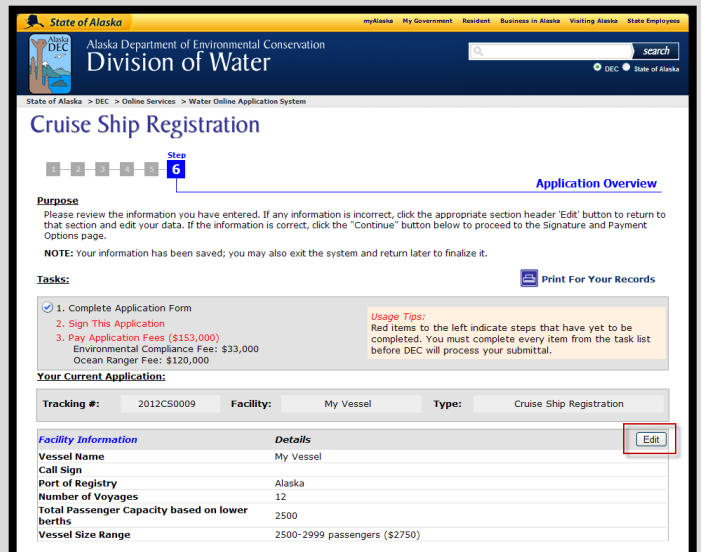 State of Alaska
myAlaska My Government Resident Business in Alaska Visiting Alaska State Employees
Alaska
DEC
Alaska Department of Environmental Conservation
Division of Water
search
DEC State of Alaska
State of Alaska > DEC > Online Services > Water Online Application System
Cruise Ship Registration
Step
1 2 3 4 5 6
Application Overview
Purpose
Please review the information you have entered. If any information is incorrect, click the appropriate section header 'Edit' button to return to
that section and edit your data. If the information is correct, click the "Continue" button below to proceed to the Signature and Payment
Options page.
NOTE: Your information has been saved; you may also exit the system and return later to finalize it.
Tasks:
Print For Your Records
1. Complete Application Form
2. Sign This Application
3. Pay Application Fees ($153,000)
Environmental Compliance Fee: $33,000
Ocean Ranger Fee: $120,000
Usage Tips:
Red items to the left indicate steps that have yet to be
completed. You must complete every item from the task list
before DEC will process your submittal.
Your Current Application:
Tracking #: 2012CS0009 Facility: My Vessel Type: Cruise Ship Registration
Facility Information Details Edit
Vessel Name My Vessel
Call Sign
Port of Registry Alaska
Number of Voyages 12
Total Passenger Capacity based on lower
berths 2500
Vessel Size Range 2500-2999 passengers ($2750)